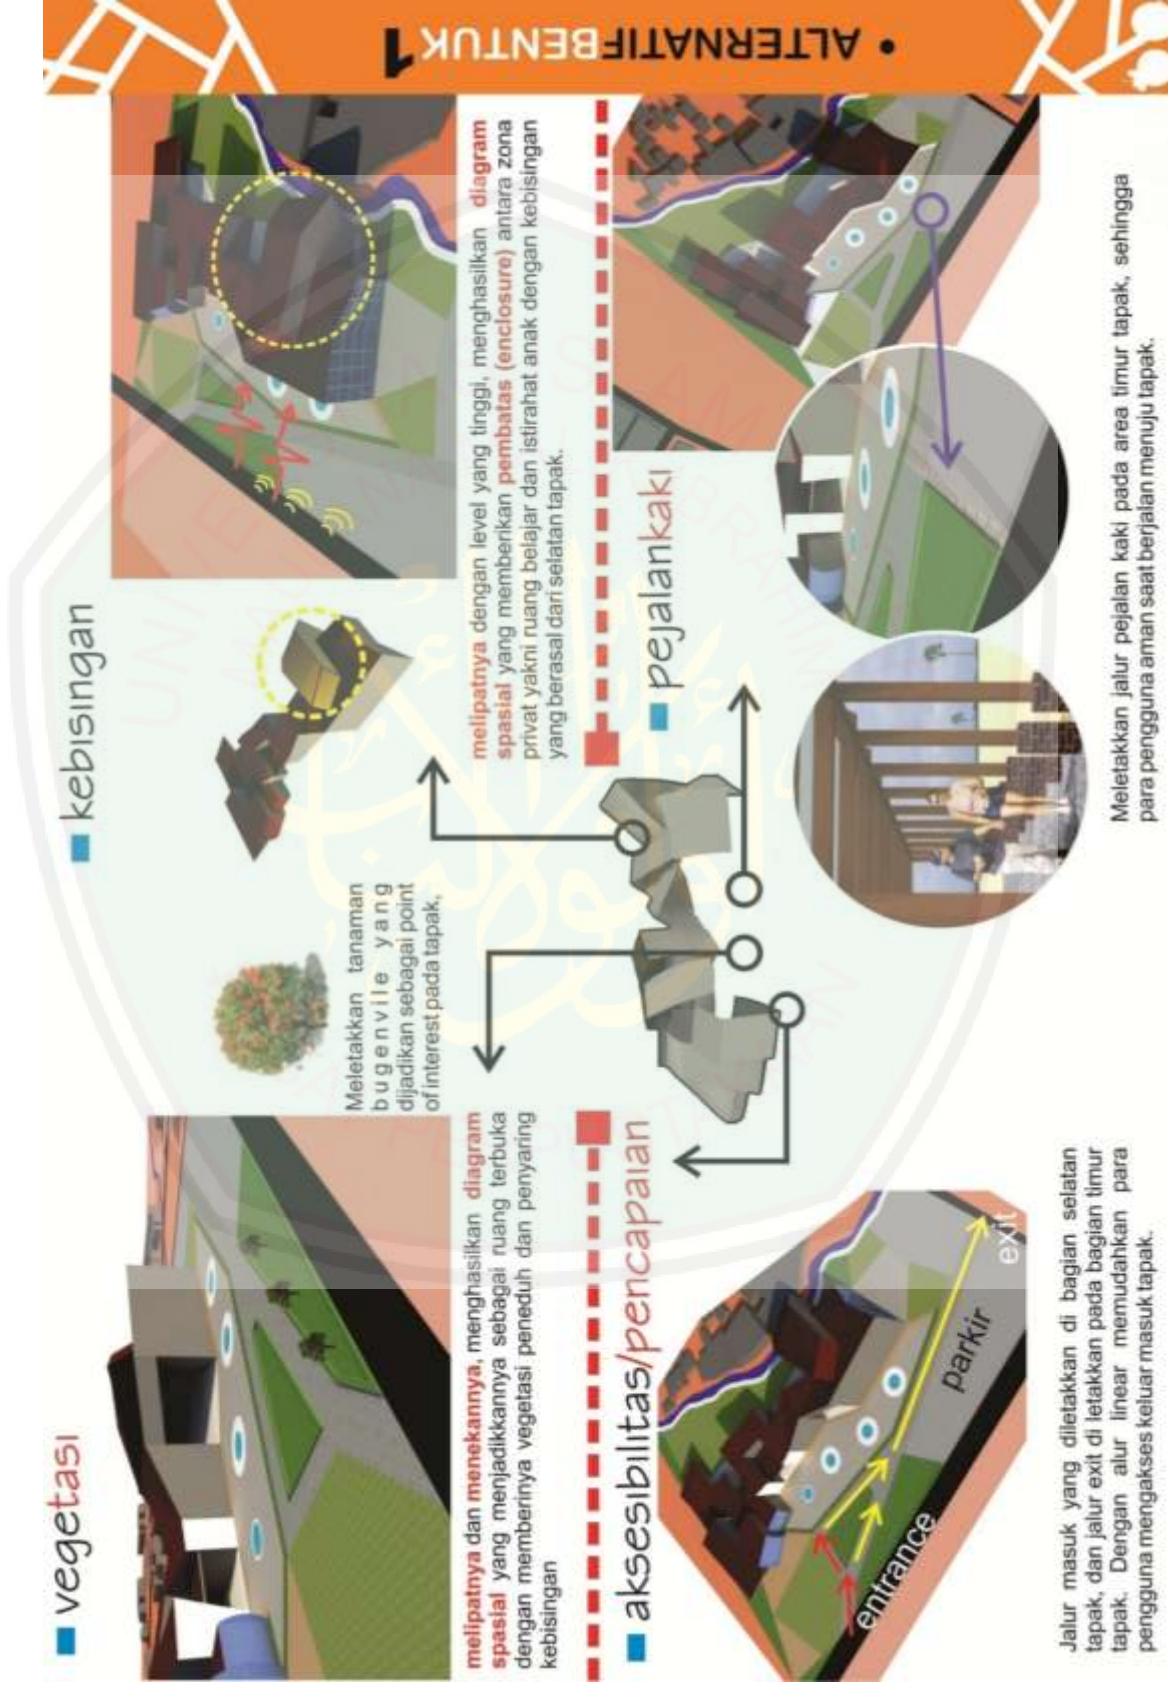 • ALTERNATIFBENTUK1
vegetasi
melipatnya dan menekannya, menghasilkan diagram
spasial yang menjadikkannya sebagai ruang terbuka
dengan memberinya vegetasi peneduh dan penyaring
kebisingan
Meletakkan tanaman
bugenvile yang
dijadikan sebagai point
of interest pada tapak,
kebisingan
melipatnya dengan level yang tinggi, menghasilkan diagram
spasial yang memberikan pembatas (enclosure) antara zona
privat yakni ruang belajar dan istirahat anak dengan kebisingan
yang berasal dari selatan tapak.
aksesibilitas/pencapaian
entrance
parkir
exit
Jalur masuk yang diletakkan di bagian selatan
tapak, dan jalur exit di letakkan pada bagian timur
tapak. Dengan alur linear memudahkan para
pengguna mengakses keluar masuk tapak.
pejalankaki
Meletakkan jalur pejalan kaki pada area timur tapak, sehingga
para pengguna aman saat berjalan menuju tapak.